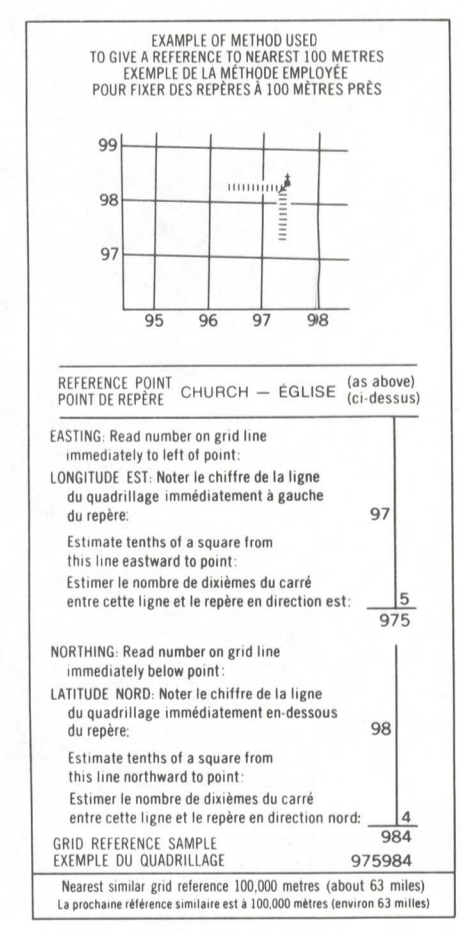 EXAMPLE OF METHOD USED
TO GIVE A REFERENCE TO NEAREST 100 METRES
EXEMPLE DE LA MÉTHODE EMPLOYÉE
POUR FIXER DES REPÈRES À 100 MÈTRES PRÈS
99
98
97
95 96 97 98
REFERENCE POINT
POINT DE REPÈRE CHURCH — ÉGLISE (as above)
(ci-dessus)
EASTING: Read number on grid line
immediately to left of point:
LONGITUDE EST: Noter le chiffre de la ligne
du quadrillage immédiatement à gauche
du repère: 97
Estimate tenths of a square from
this line eastward to point:
Estimer le nombre de dixièmes du carré
entre cette ligne et le repère en direction est: 5
975
NORTHING: Read number on grid line
immediately below point:
LATITUDE NORD: Noter le chiffre de la ligne
du quadrillage immédiatement en-dessous
du repère: 98
Estimate tenths of a square from
this line northward to point:
Estimer le nombre de dixièmes du carré
entre cette ligne et le repère en direction nord: 4
984
GRID REFERENCE SAMPLE
EXEMPLE DU QUADRILLAGE 975984
Nearest similar grid reference 100,000 metres (about 63 miles)
La prochaine référence similaire est à 100,000 mètres (environ 63 milles)